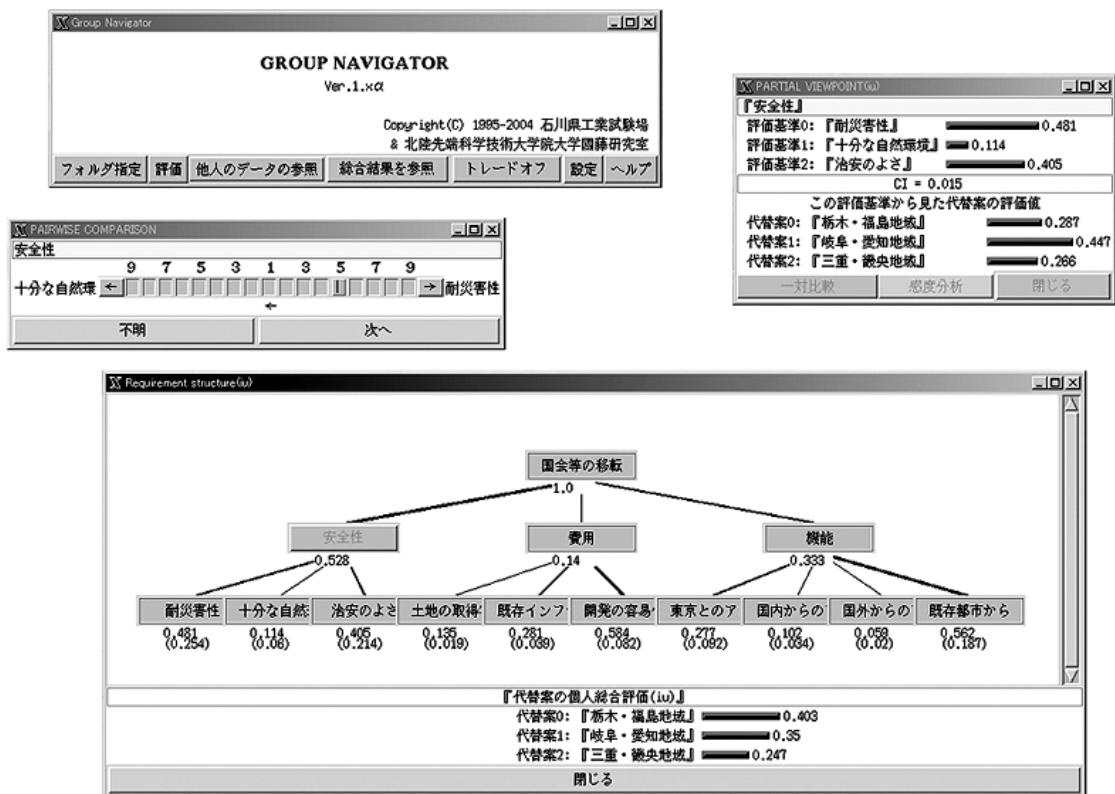 Group Navigator
GROUP NAVIGATOR
Ver.1.xα
Copyright(C) 1995-2004 石川県工業試験場
& 北陸先端科学技術大学院大学國藤研究室
フォルダ指定 評価 他人のデータの参照 綜合結果を参照 トレードオフ 設定 ヘルプ
PARTIAL VIEWPOINT(iu)
『安全性』
評価基準0: 『耐災害性』 0.481
評価基準1: 『十分な自然環境』 0.114
評価基準2: 『治安のよさ』 0.405
CI = 0.015
この評価基準から見た代替案の評価値
代替案0: 『栃木・福島地域』 0.287
代替案1: 『岐阜・愛知地域』 0.447
代替案2: 『三重・畿央地域』 0.266
一対比較 感度分析 閉じる
PAIRWISE COMPARISON
安全性
9 7 5 3 1 3 5 7 9
十分な自然環 ← → 耐災害性
←
不明 次へ
Requirement structure(iu)
国会等の移転
1.0
安全性 費用 機能
0.528 0.14 0.333
耐災害性 十分な自然 治安のよさ 土地の取得 既存インフ 開発の容易 東京とのア 国内からの 国外からの 既存都市から
0.481 0.114 0.405 0.135 0.281 0.584 0.277 0.102 0.059 0.562
(0.254) (0.06) (0.214) (0.019) (0.039) (0.082) (0.092) (0.034) (0.02) (0.187)
『代替案の個人総合評価(iu)』
代替案0: 『栃木・福島地域』 0.403
代替案1: 『岐阜・愛知地域』 0.35
代替案2: 『三重・畿央地域』 0.247
閉じる